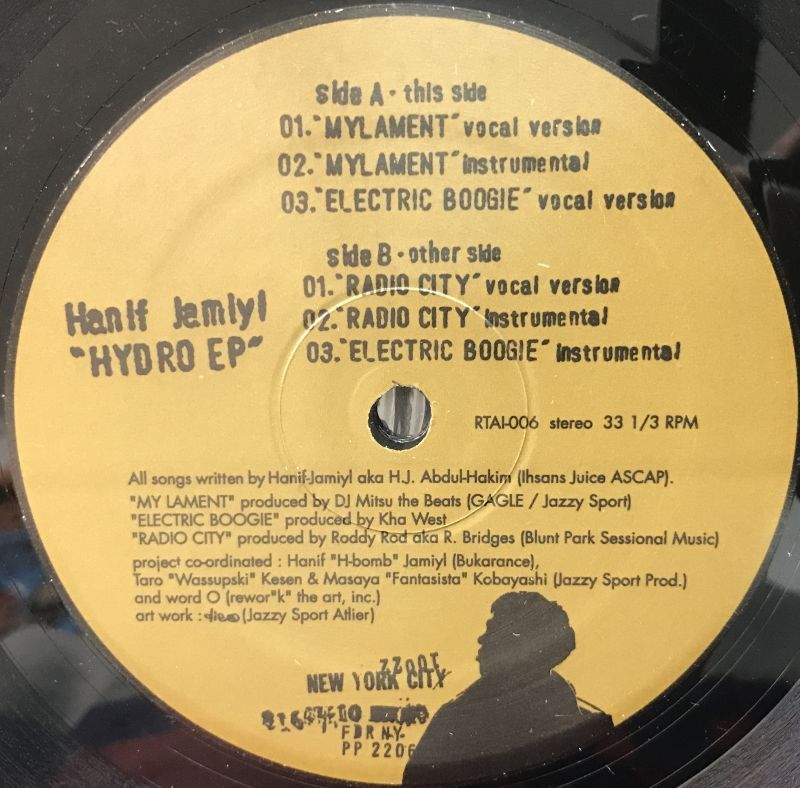 Side A · this side
01. "MYLAMENT" vocal version
02. "MYLAMENT" instrumental
03. "ELECTRIC BOOGIE" vocal version
Side B · other side
01. "RADIO CITY" vocal version
02. "RADIO CITY" instrumental
03. "ELECTRIC BOOGIE" instrumental
Hanif Jamiyl
"HYDRO EP"
RTAI-006 stereo 33 1/3 RPM
All songs written by Hanif-Jamiyl aka H.J. Abdul-Hakim (Ihsans Juice ASCAP).
"MY LAMENT" produced by DJ Mitsu the Beats (GAGLE / Jazzy Sport)
"ELECTRIC BOOGIE" produced by Kha West
"RADIO CITY" produced by Roddy Rod aka R. Bridges (Blunt Park Sessional Music)
project co-ordinated : Hanif "H-bomb" Jamiyl (Bukarance),
Taro "Wassupski" Kesen & Masaya "Fantasista" Kobayashi (Jazzy Sport Prod.)
and word O (rewor"k" the art, inc.)
art work : (Jazzy Sport Atlier)
NEW YORK CITY
FDR N.Y.
PP 2206